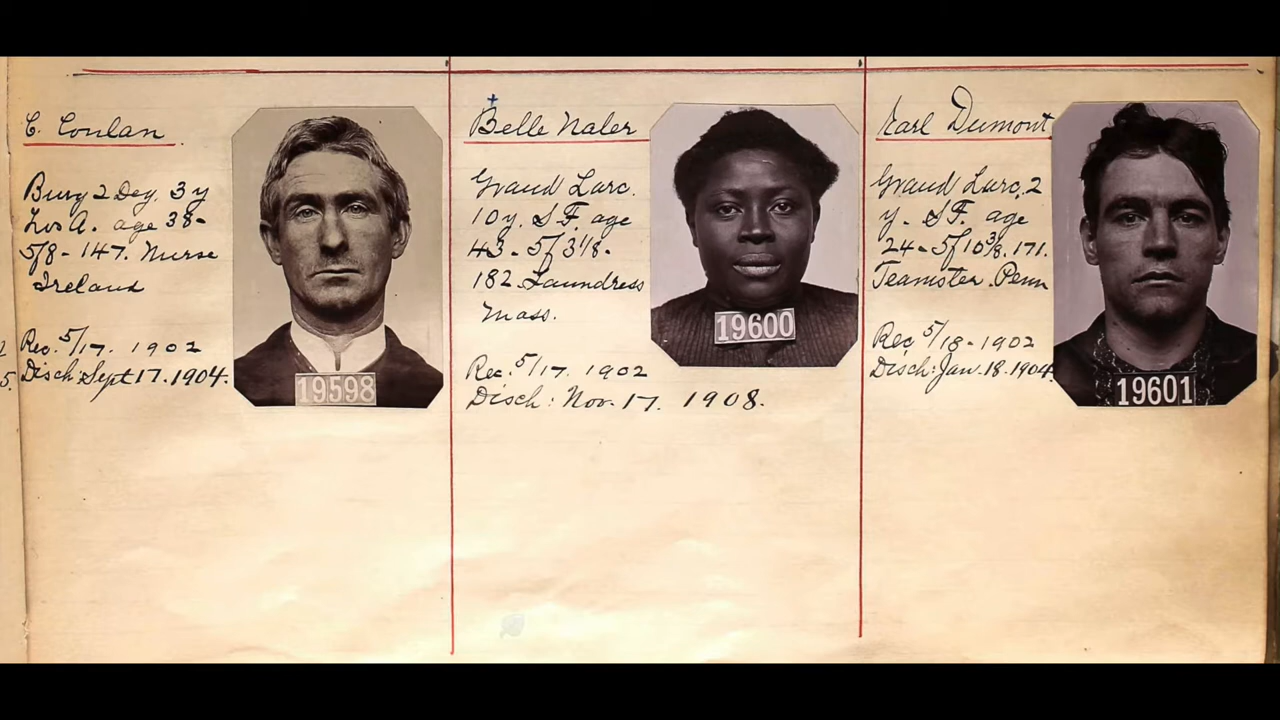 C. Conlan
Burg 2 Deg. 3 y
Los A. age 38-
5/8 - 147. Nurse
Ireland
Rec. 5/17. 1902
Disch: Sept 17. 1904.
19598
Belle Naler
Grand Larc.
10 y. S F. age
43 - 5/3 1/8 -
182 Laundress
Mass.
Rec. 5/17. 1902
Disch: Nov. 17. 1908.
19600
Earl Dumont
Grand Larc, 2
y. S F. age
24 - 5/10 3/8. 171.
Teamster. Penn
Rec 5/18 - 1902
Disch: Jan. 18. 1904.
19601